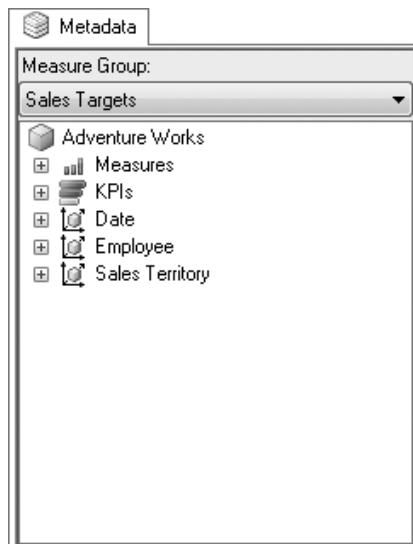 Metadata
Measure Group:
Sales Targets
Adventure Works
Measures
KPIs
Date
Employee
Sales Territory